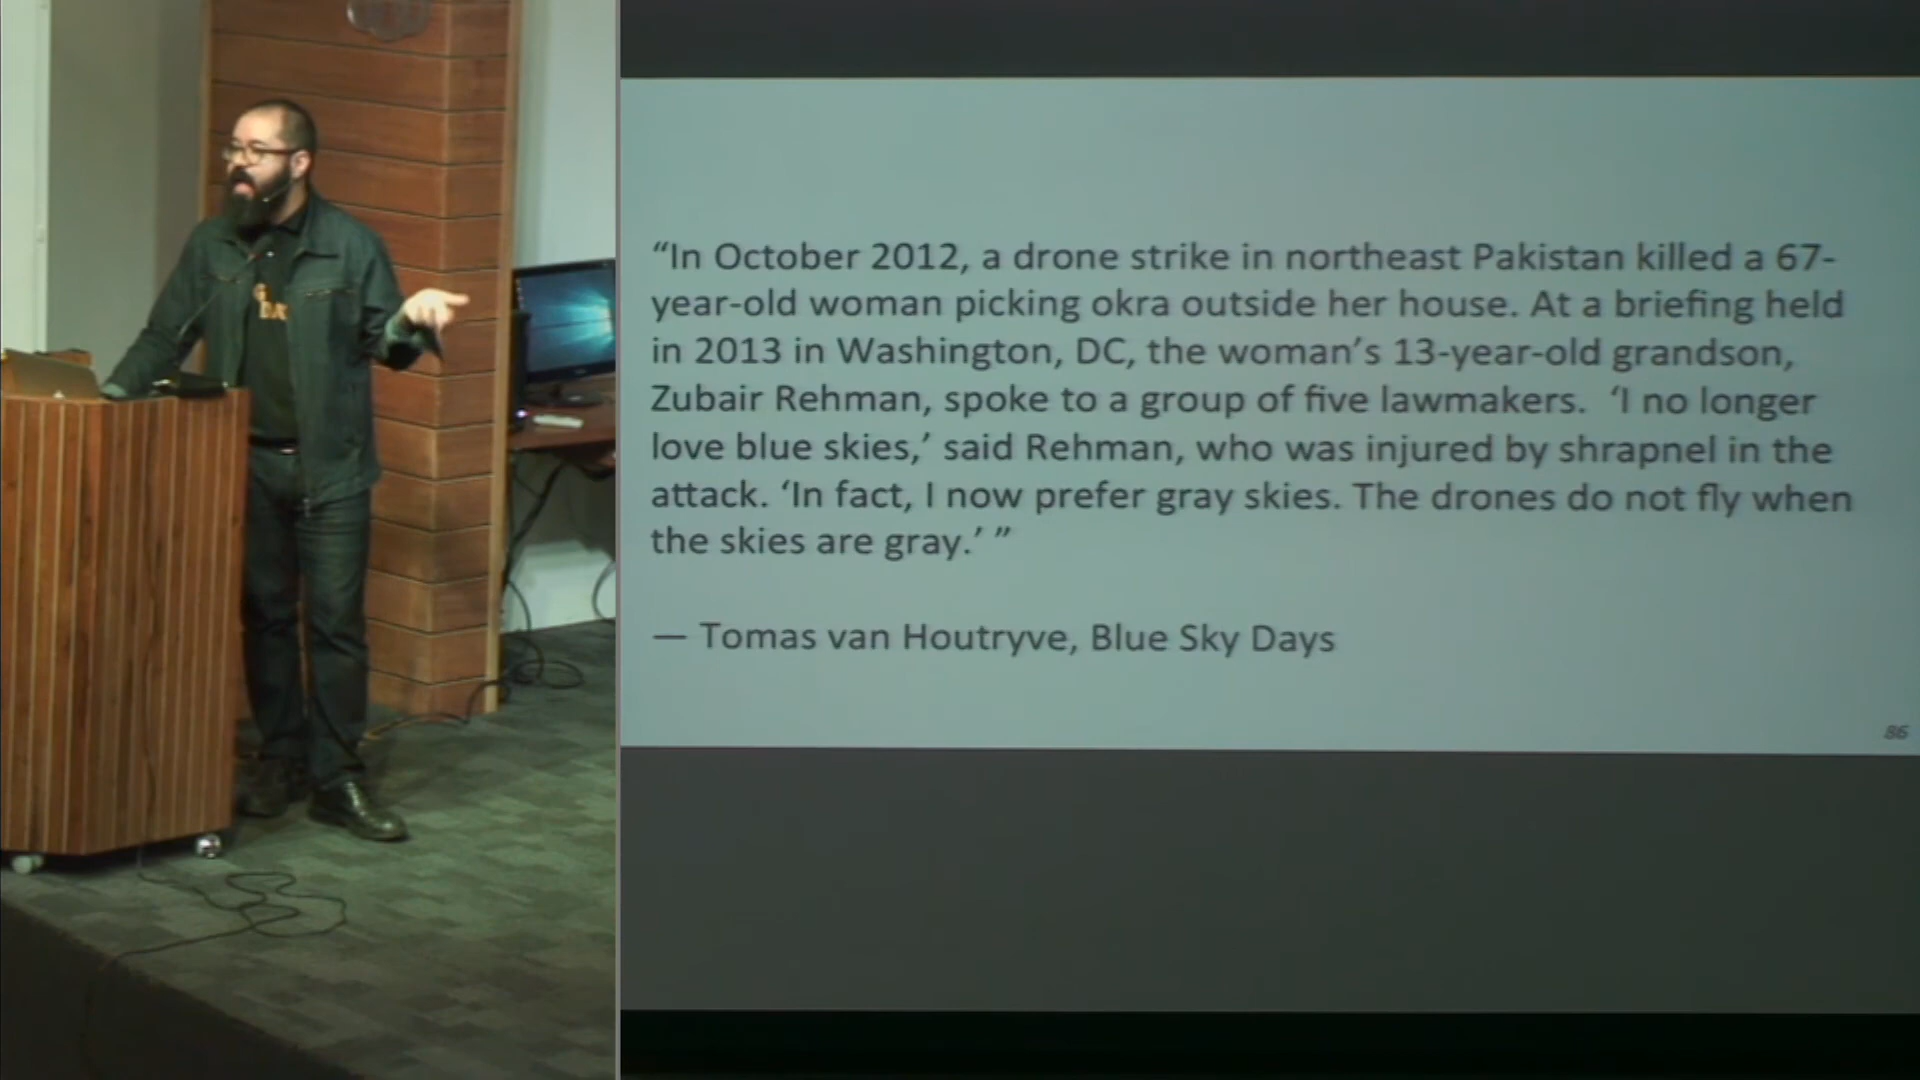 “In October 2012, a drone strike in northeast Pakistan killed a 67-
year-old woman picking okra outside her house. At a briefing held
in 2013 in Washington, DC, the woman’s 13-year-old grandson,
Zubair Rehman, spoke to a group of five lawmakers.  ‘I no longer
love blue skies,’ said Rehman, who was injured by shrapnel in the
attack. ‘In fact, I now prefer gray skies. The drones do not fly when
the skies are gray.’ ”
— Tomas van Houtryve, Blue Sky Days
86